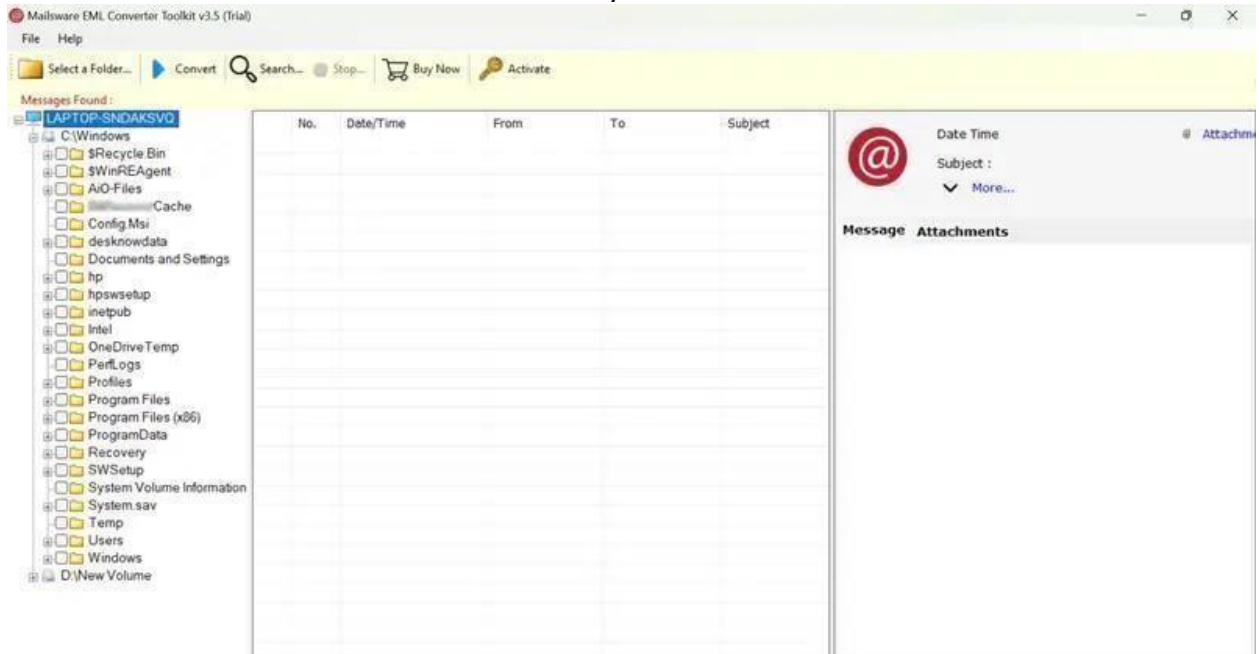 Mailsware EML Converter Toolkit v3.5 (Trial)
File Help
Select a Folder... Convert Search... Stop... Buy Now Activate
Messages Found :
LAPTOP-SNDAKSVQ
C:\Windows
$Recycle.Bin
$WinREAgent
AiO-Files
Cache
Config.Msi
desknowdata
Documents and Settings
hp
hpswsetup
inetpub
Intel
OneDriveTemp
PerfLogs
Profiles
Program Files
Program Files (x86)
ProgramData
Recovery
SWSetup
System Volume Information
System.sav
Temp
Users
Windows
D:\New Volume
No. Date/Time From To Subject
Date Time Attachm
Subject :
More...
Message Attachments